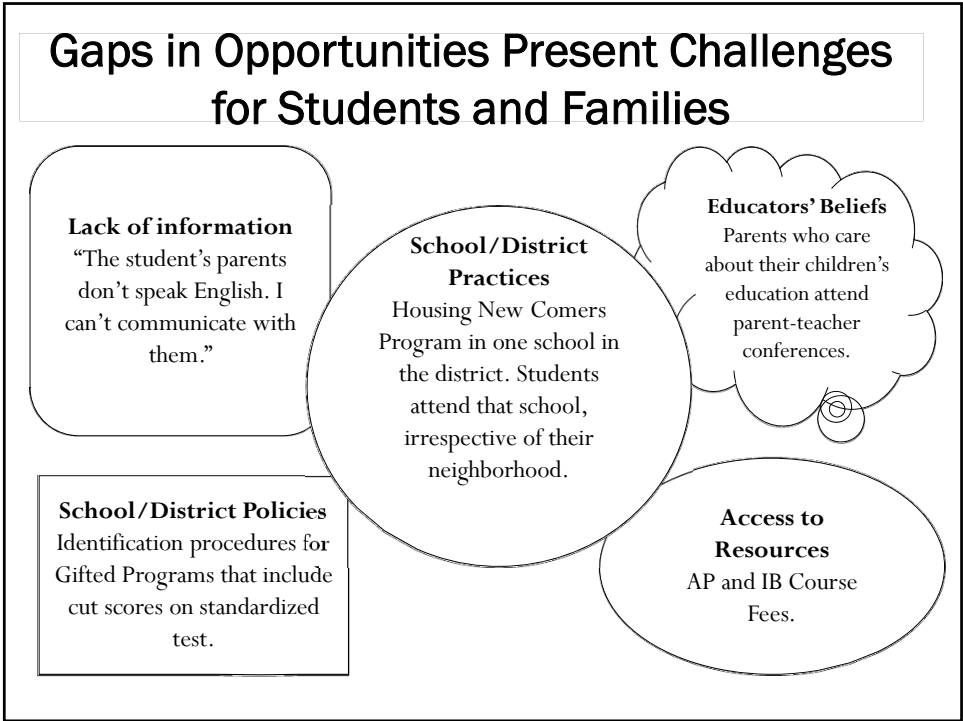 Gaps in Opportunities Present Challenges
for Students and Families
Lack of information
“The student’s parents
don’t speak English. I
can’t communicate with
them.”
School/District
Practices
Housing New Comers
Program in one school in
the district. Students
attend that school,
irrespective of their
neighborhood.
Educators’ Beliefs
Parents who care
about their children’s
education attend
parent-teacher
conferences.
School/District Policies
Identification procedures for
Gifted Programs that include
cut scores on standardized
test.
Access to
Resources
AP and IB Course
Fees.